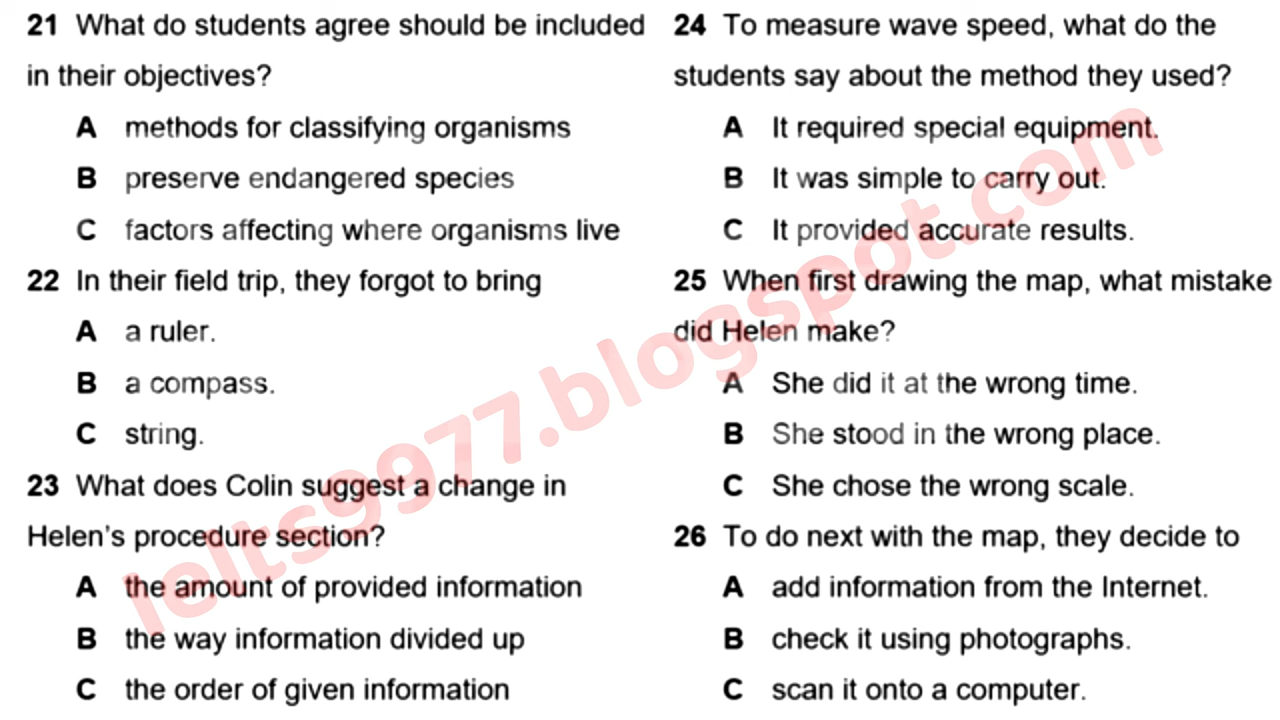 21 What do students agree should be included
in their objectives?
A methods for classifying organisms
B preserve endangered species
C factors affecting where organisms live
22 In their field trip, they forgot to bring
A a ruler.
B a compass.
C string.
23 What does Colin suggest a change in
Helen's procedure section?
A the amount of provided information
B the way information divided up
C the order of given information
24 To measure wave speed, what do the
students say about the method they used?
A It required special equipment.
B It was simple to carry out.
C It provided accurate results.
25 When first drawing the map, what mistake
did Helen make?
A She did it at the wrong time.
B She stood in the wrong place.
C She chose the wrong scale.
26 To do next with the map, they decide to
A add information from the Internet.
B check it using photographs.
C scan it onto a computer.
Ielts9977.blogspot.com